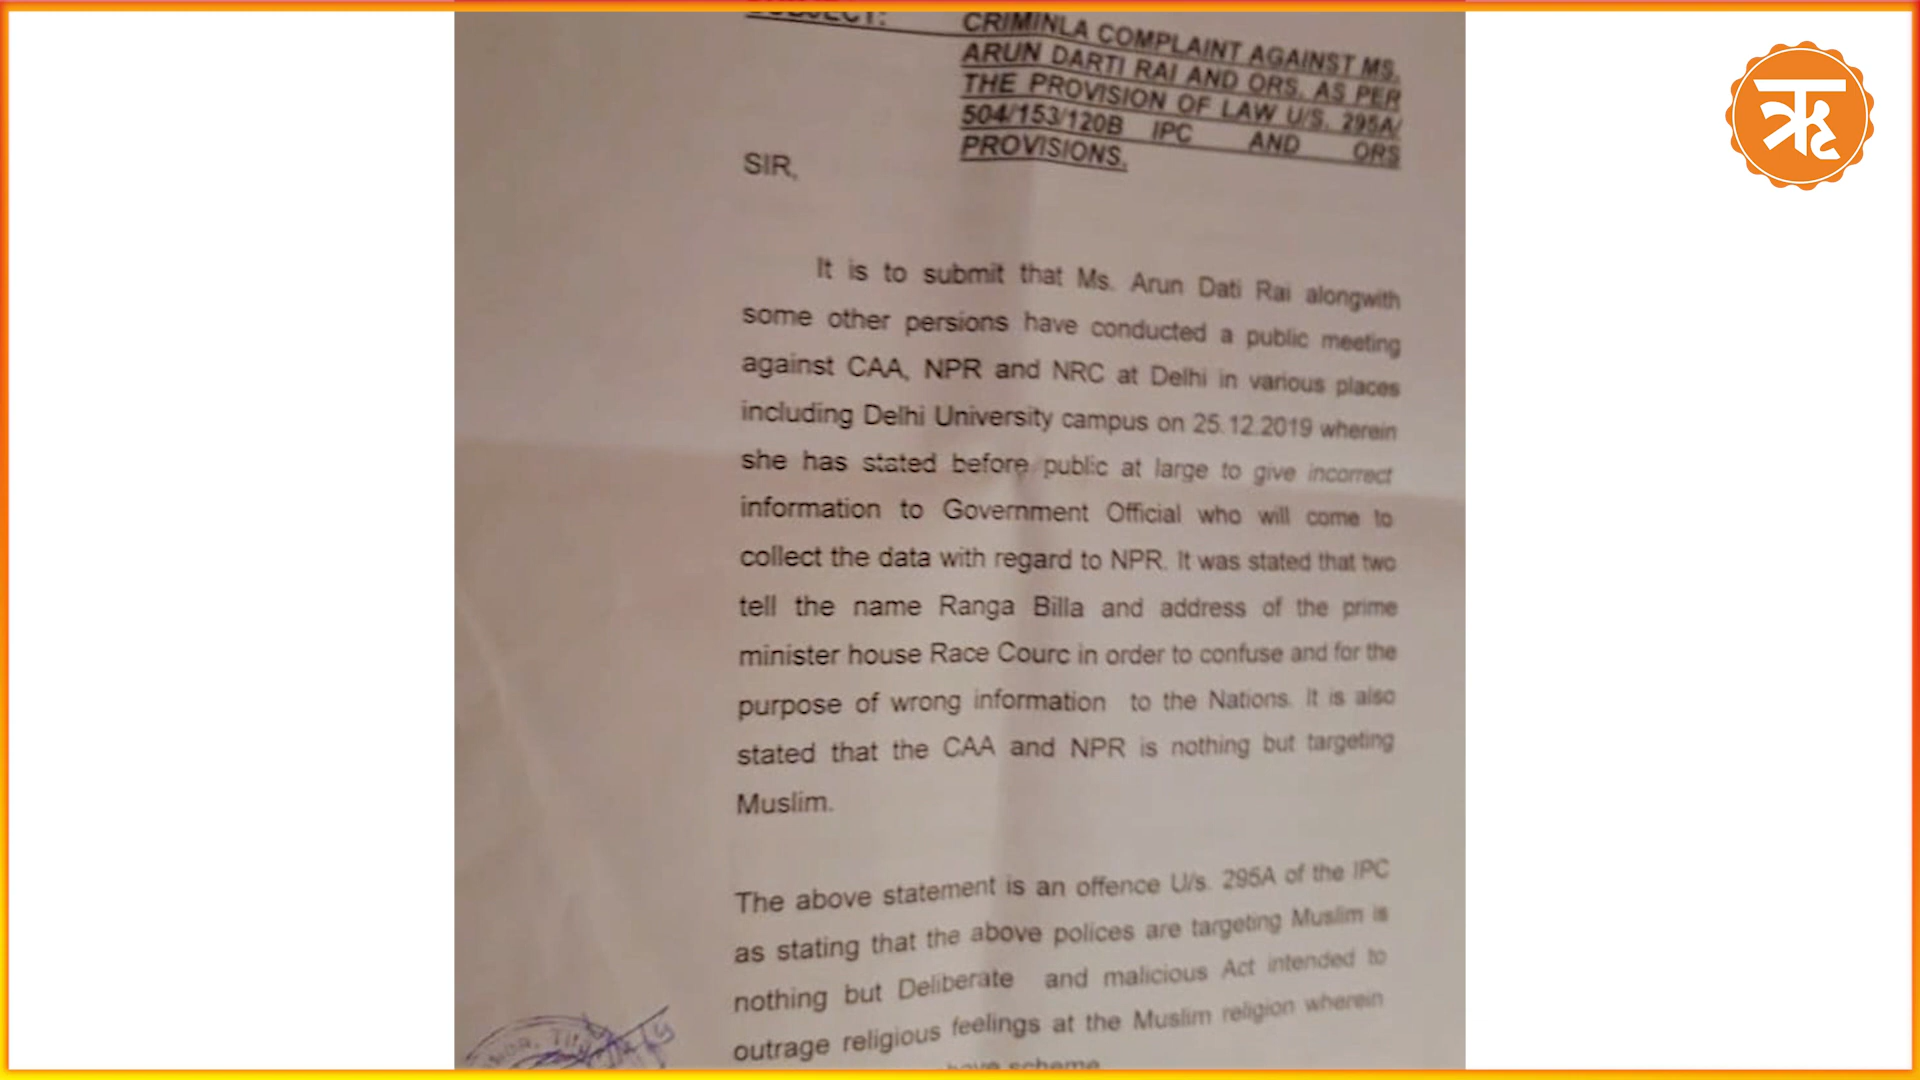 SUBJECT:
CRIMINLA COMPLAINT AGAINST MS.
ARUN DARTI RAI AND ORS. AS PER
THE PROVISION OF LAW U/S. 295A/
504/153/120B IPC AND ORS
PROVISIONS.
SIR,
It is to submit that Ms. Arun Dati Rai alongwith
some other persions have conducted a public meeting
against CAA, NPR and NRC at Delhi in various places
including Delhi University campus on 25.12.2019 wherein
she has stated before public at large to give incorrect
information to Government Official who will come to
collect the data with regard to NPR. It was stated that two
tell the name Ranga Billa and address of the prime
minister house Race Courc in order to confuse and for the
purpose of wrong information to the Nations. It is also
stated that the CAA and NPR is nothing but targeting
Muslim.
The above statement is an offence U/s. 295A of the IPC
as stating that the above polices are targeting Muslim is
nothing but Deliberate and malicious Act intended to
outrage religious feelings at the Muslim religion wherein
scheme
ऋ